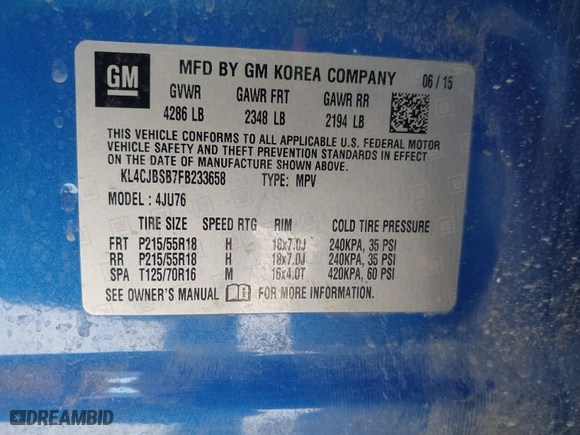 GM
MFD BY GM KOREA COMPANY 06 / 15
GVWR GAWR FRT GAWR RR
4286 LB 2348 LB 2194 LB
THIS VEHICLE CONFORMS TO ALL APPLICABLE U.S. FEDERAL MOTOR
VEHICLE SAFETY AND THEFT PREVENTION STANDARDS IN EFFECT
ON THE DATE OF MANUFACTURE SHOWN ABOVE.
KL4CJBSB7FB233658 TYPE: MPV
MODEL : 4JU76
TIRE SIZE SPEED RTG RIM COLD TIRE PRESSURE
FRT P215/55R18 H 18x7.0J 240KPA, 35 PSI
RR P215/55R18 H 18x7.0J 240KPA, 35 PSI
SPA T125/70R16 M 16x4.0T 420KPA, 60 PSI
SEE OWNER'S MANUAL FOR MORE INFORMATION.
DREAMBID